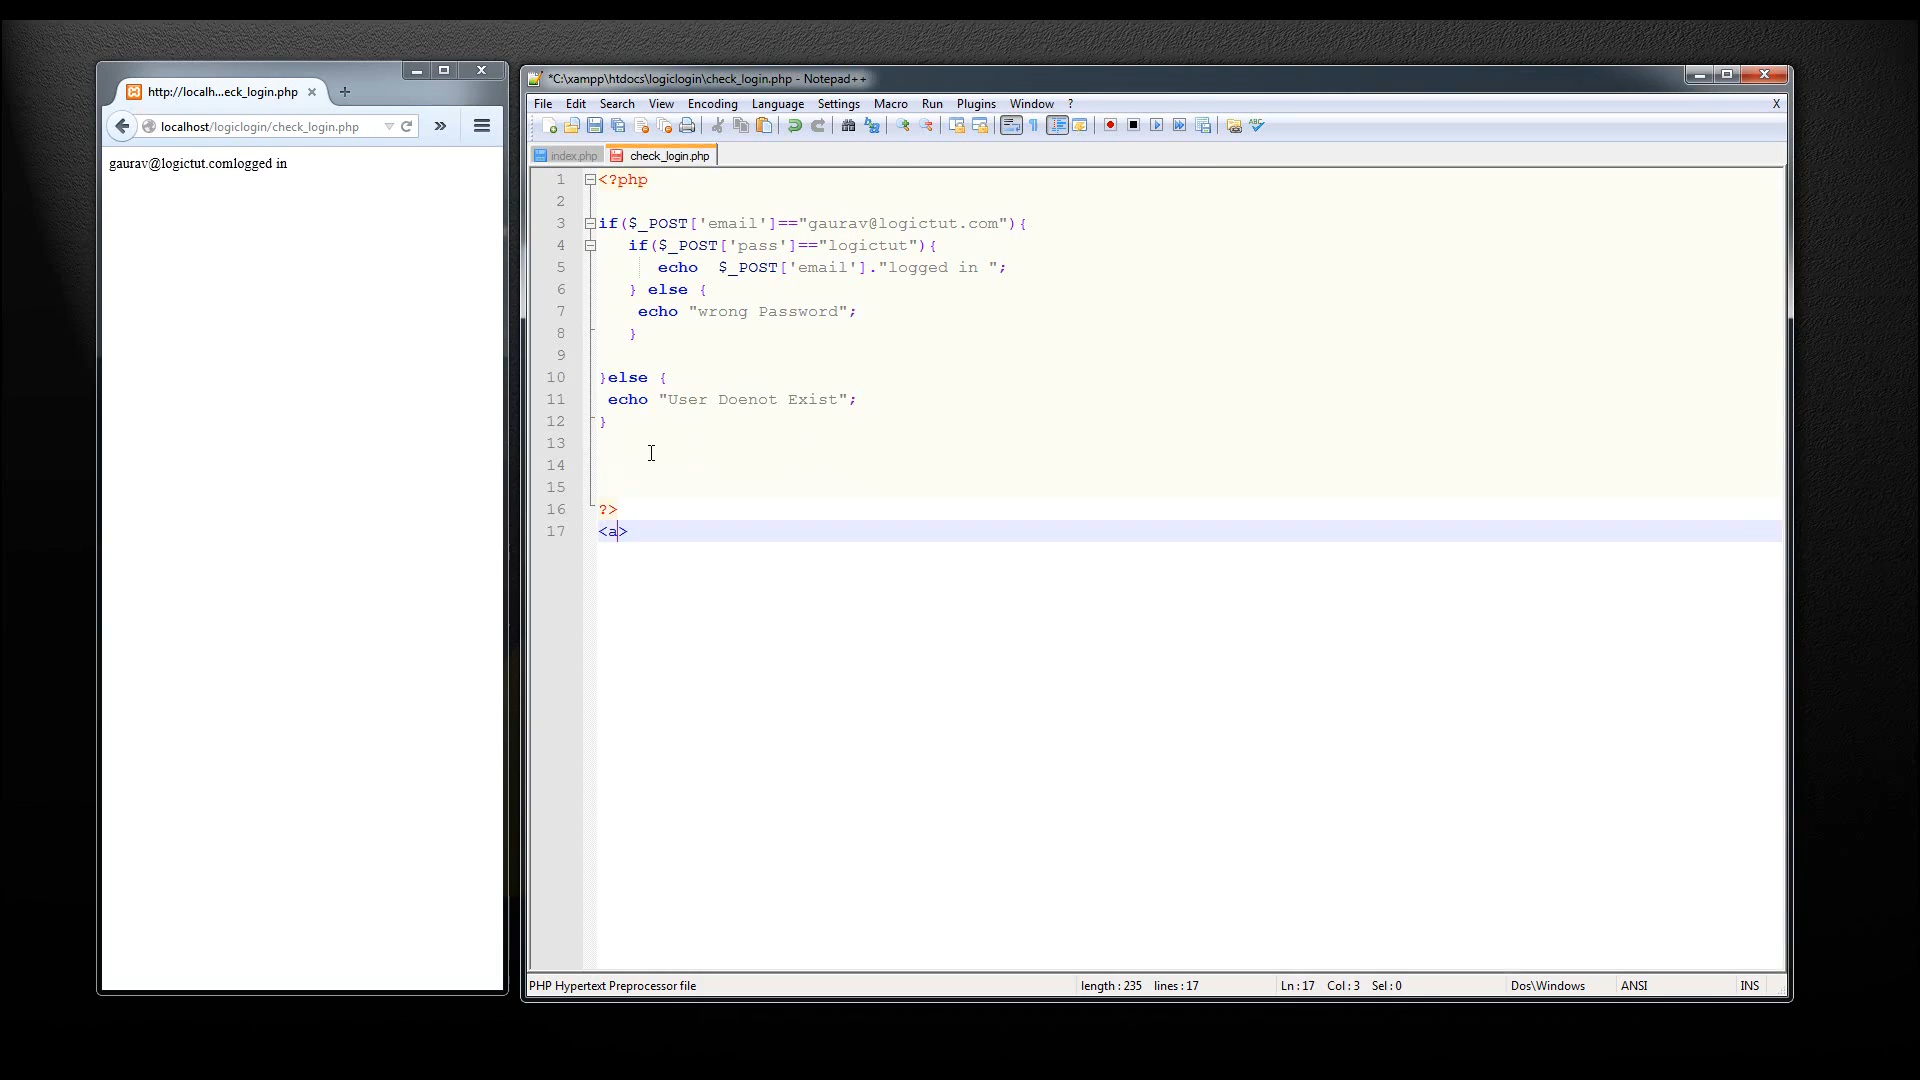 http://localh...eck_login.php
localhost/logiclogin/check_login.php
gaurav@logictut.comlogged in
*C:\xampp\htdocs\logiclogin\check_login.php - Notepad++
File Edit Search View Encoding Language Settings Macro Run Plugins Window ? X
index.php check_login.php
1 <?php
2
3 if($_POST['email']=="gaurav@logictut.com"){
4 if($_POST['pass']=="logictut"){
5 echo  $_POST['email']."logged in ";
6 } else {
7 echo "wrong Password";
8 }
9
10 }else {
11 echo "User Doenot Exist";
12 }
13
14
15
16 ?>
17 <a>
PHP Hypertext Preprocessor file length : 235 lines : 17 Ln : 17 Col : 3 Sel : 0 Dos\Windows ANSI INS